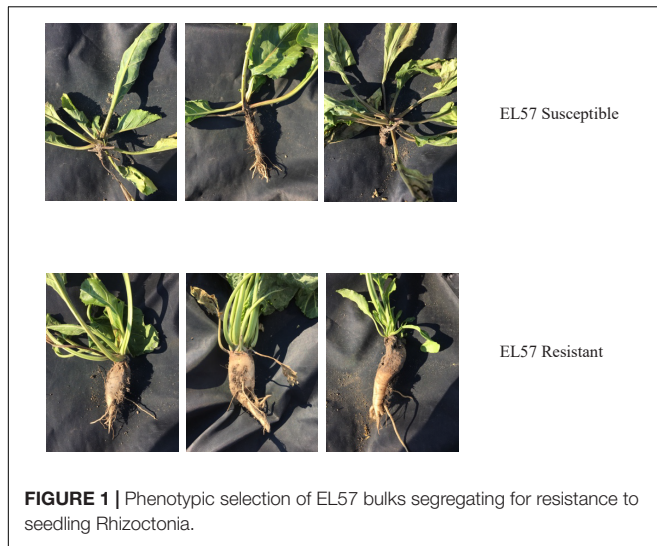 EL57 Susceptible
EL57 Resistant
FIGURE 1 | Phenotypic selection of EL57 bulks segregating for resistance to
seedling Rhizoctonia.